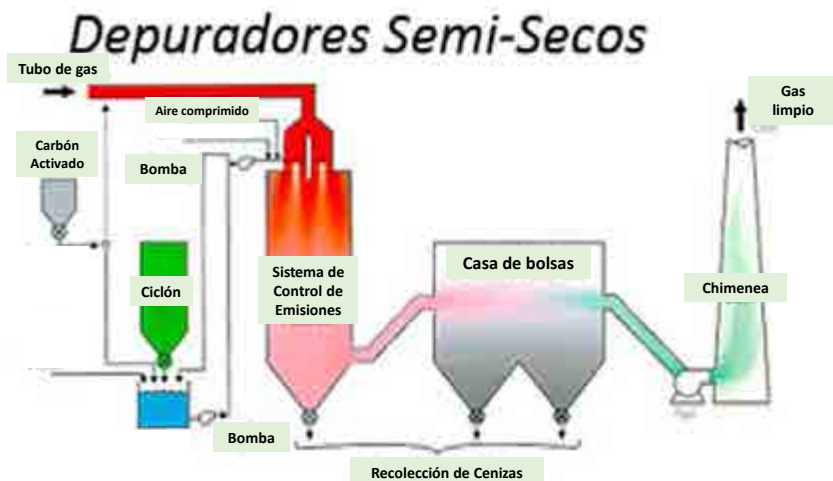 Depuradores Semi-Secos
Tubo de gas
Gas
limpio
Aire comprimido
Carbón
Activado
Bomba
Casa de bolsas
Sistema de
Control de
Emisiones
Ciclón
Chimenea
Bomba
Recolección de Cenizas